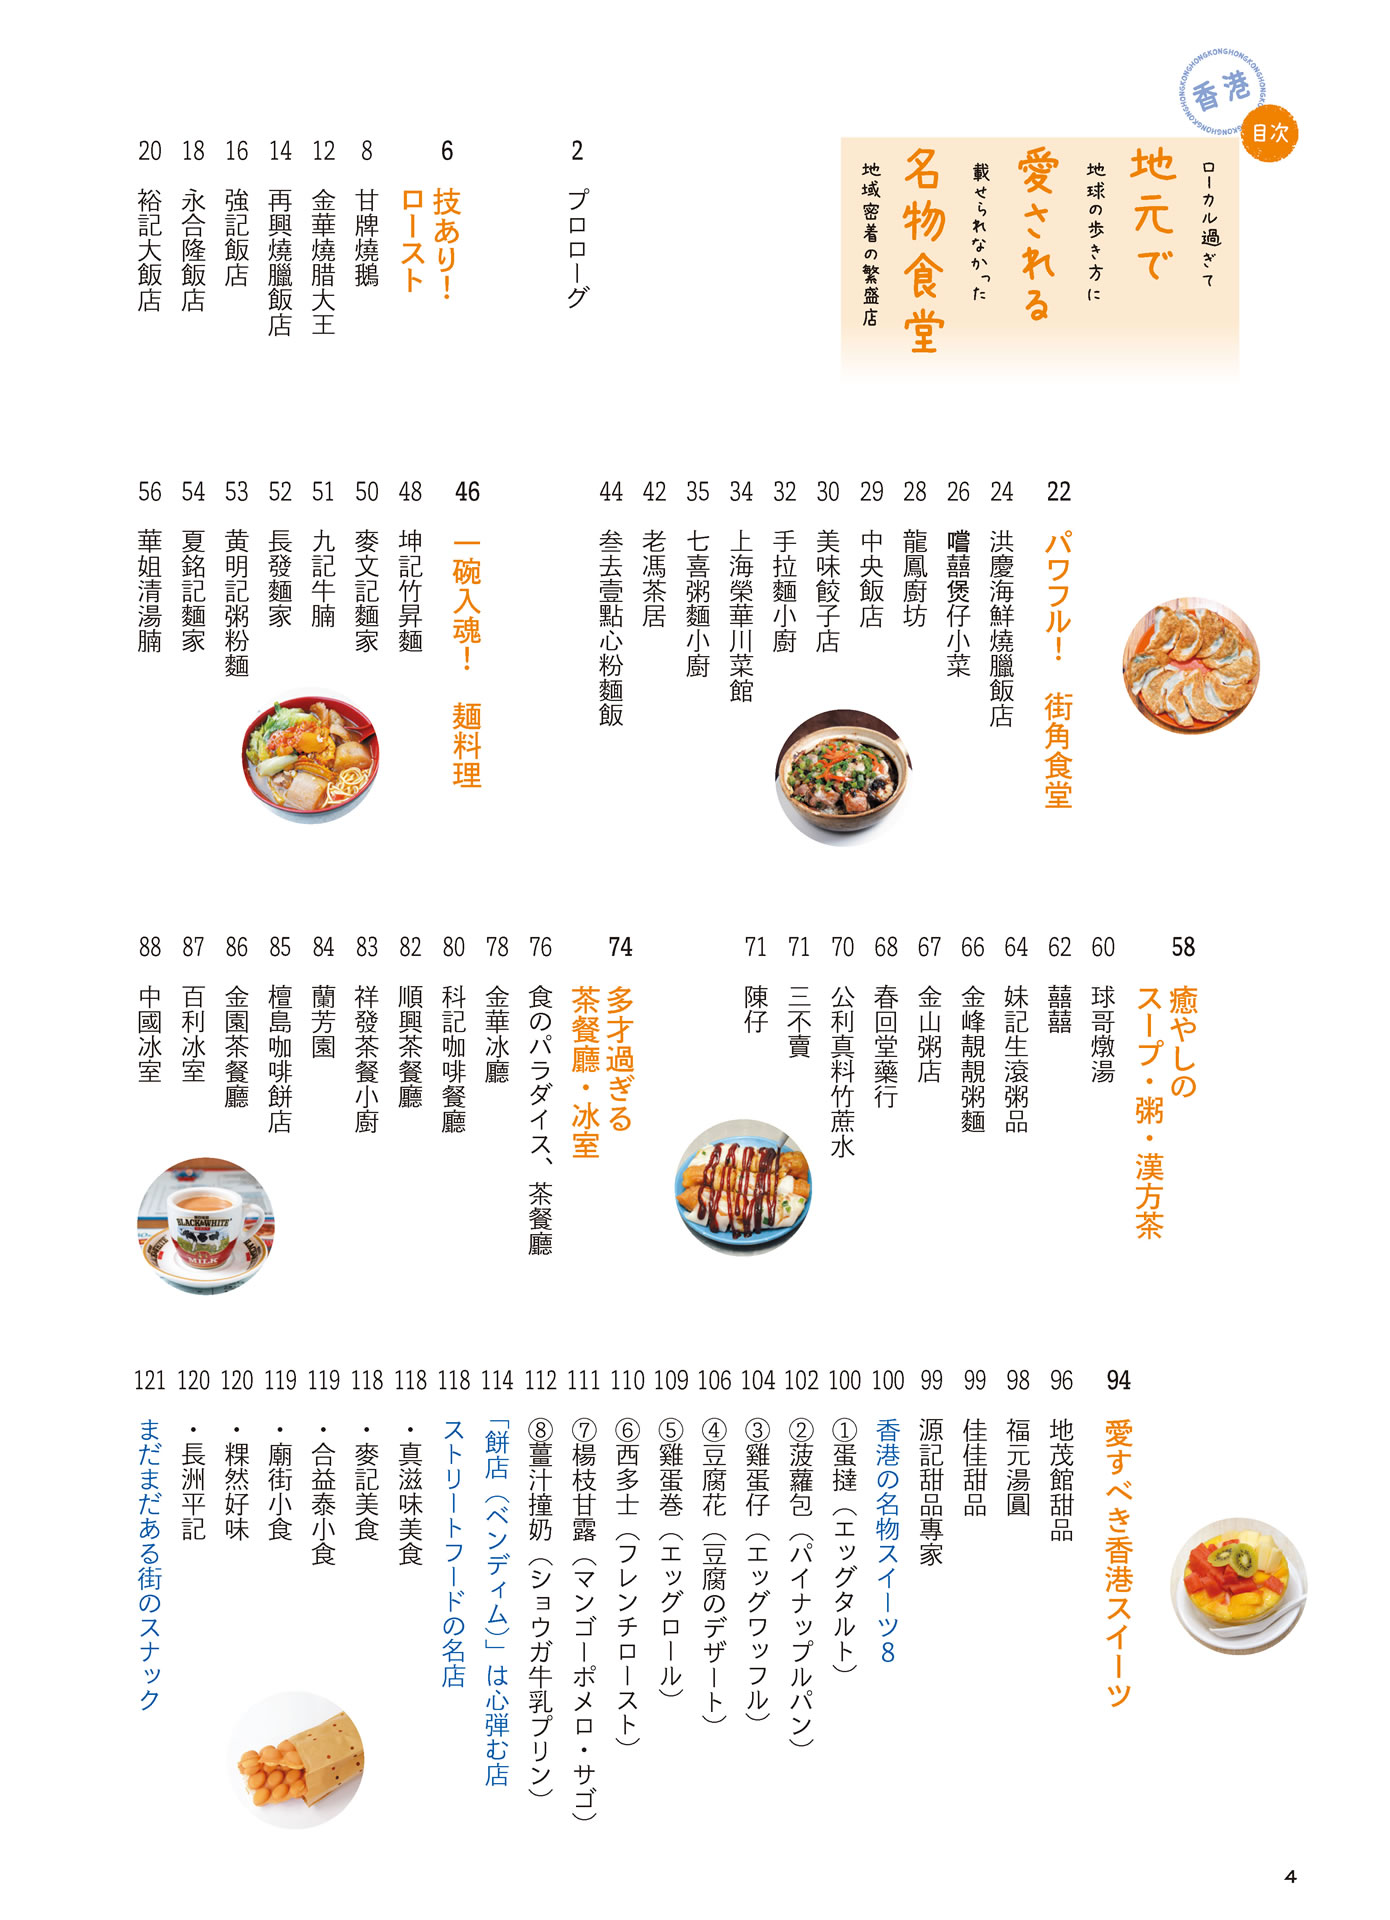 香港
HONGKONGHONGKONGHONGKONGHONGKONGHONGKONGHONGKONG
目次
ローカル過ぎて
地元で
地球の歩き方に
愛される
載せられなかった
名物食堂
地域密着の繁盛店
2 プロローグ
6 技あり！
ロースト
8 甘牌燒鵝
12 金華燒腊大王
14 再興燒臘飯店
16 強記飯店
18 永合隆飯店
20 裕記大飯店
22 パワフル！ 街角食堂
24 洪慶海鮮燒臘飯店
26 嚐囍煲仔小菜
28 龍鳳廚坊
29 中央飯店
30 美味餃子店
32 手拉麵小廚
34 上海榮華川菜館
35 七喜粥麵小廚
42 老馮茶居
44 叁去壹點心粉麵飯
46 一碗入魂！ 麺料理
48 坤記竹昇麵
50 麥文記麵家
51 九記牛腩
52 長發麵家
53 黃明記粥粉麵
54 夏銘記麵家
56 華姐清湯腩
58 癒やしの
スープ・粥・漢方茶
60 球哥燉湯
62 囍囍
64 妹記生滾粥品
66 金峰靚靚粥麵
67 金山粥店
68 春回堂藥行
70 公利真料竹蔗水
71 三不賣
71 陳仔
74 多才過ぎる
茶餐廳・冰室
76 食のパラダイス、茶餐廳
78 金華冰廳
80 科記咖啡餐廳
82 順興茶餐廳
83 祥發茶餐小廚
84 蘭芳園
85 檀島咖啡餅店
86 金園茶餐廳
87 百利冰室
88 中國冰室
BLACK&WHITE
MILK
94 愛すべき香港スイーツ
96 地茂館甜品
98 福元湯圓
99 佳佳甜品
99 源記甜品專家
100 香港の名物スイーツ8
100 ①蛋撻（エッグタルト）
102 ②菠蘿包（パイナップルパン）
104 ③雞蛋仔（エッグワッフル）
106 ④豆腐花（豆腐のデザート）
109 ⑤雞蛋巻（エッグロール）
110 ⑥西多士（フレンチロースト）
111 ⑦楊枝甘露（マンゴーポメロ・サゴ）
112 ⑧薑汁撞奶（ショウガ牛乳プリン）
114 「餅店（ベンディム）」は心弾む店
118 ストリートフードの名店
118 ・真滋味美食
118 ・麥記美食
119 ・合益泰小食
119 ・廟街小食
120 ・粿然好味
120 ・長洲平記
121 まだまだある街のスナック
4